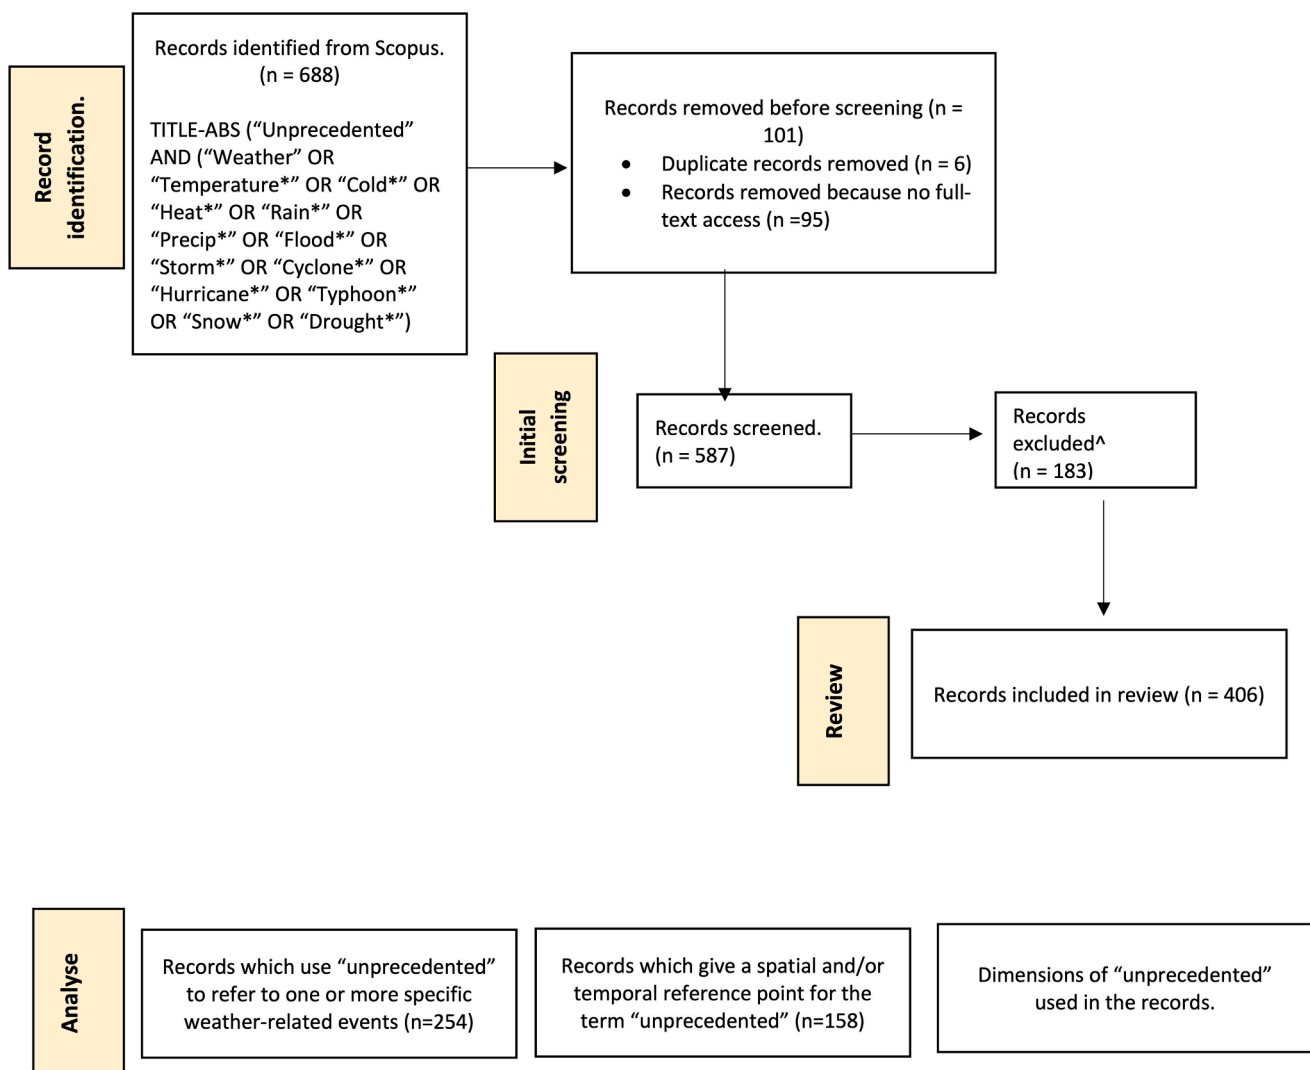 Record
identification.
Records identified from Scopus.
(n = 688)
TITLE-ABS (“Unprecedented”
AND (“Weather” OR
“Temperature*” OR “Cold*” OR
“Heat*” OR “Rain*” OR
“Precip*” OR “Flood*” OR
“Storm*” OR “Cyclone*” OR
“Hurricane*” OR “Typhoon*”
OR “Snow*” OR “Drought*”)
Records removed before screening (n =
101)
• Duplicate records removed (n = 6)
• Records removed because no full-
text access (n =95)
Initial
screening
Records screened.
(n = 587)
Records
excluded^
(n = 183)
Review
Records included in review (n = 406)
Analyse
Records which use “unprecedented”
to refer to one or more specific
weather-related events (n=254)
Records which give a spatial and/or
temporal reference point for the
term “unprecedented” (n=158)
Dimensions of “unprecedented”
used in the records.